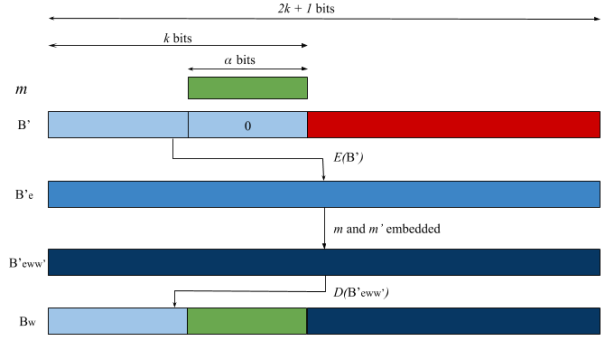 2k + 1 bits
k bits
α bits
m
B’
0
E(B’)
B’e
m and m’ embedded
B’eww’
D(B’eww’)
Bw